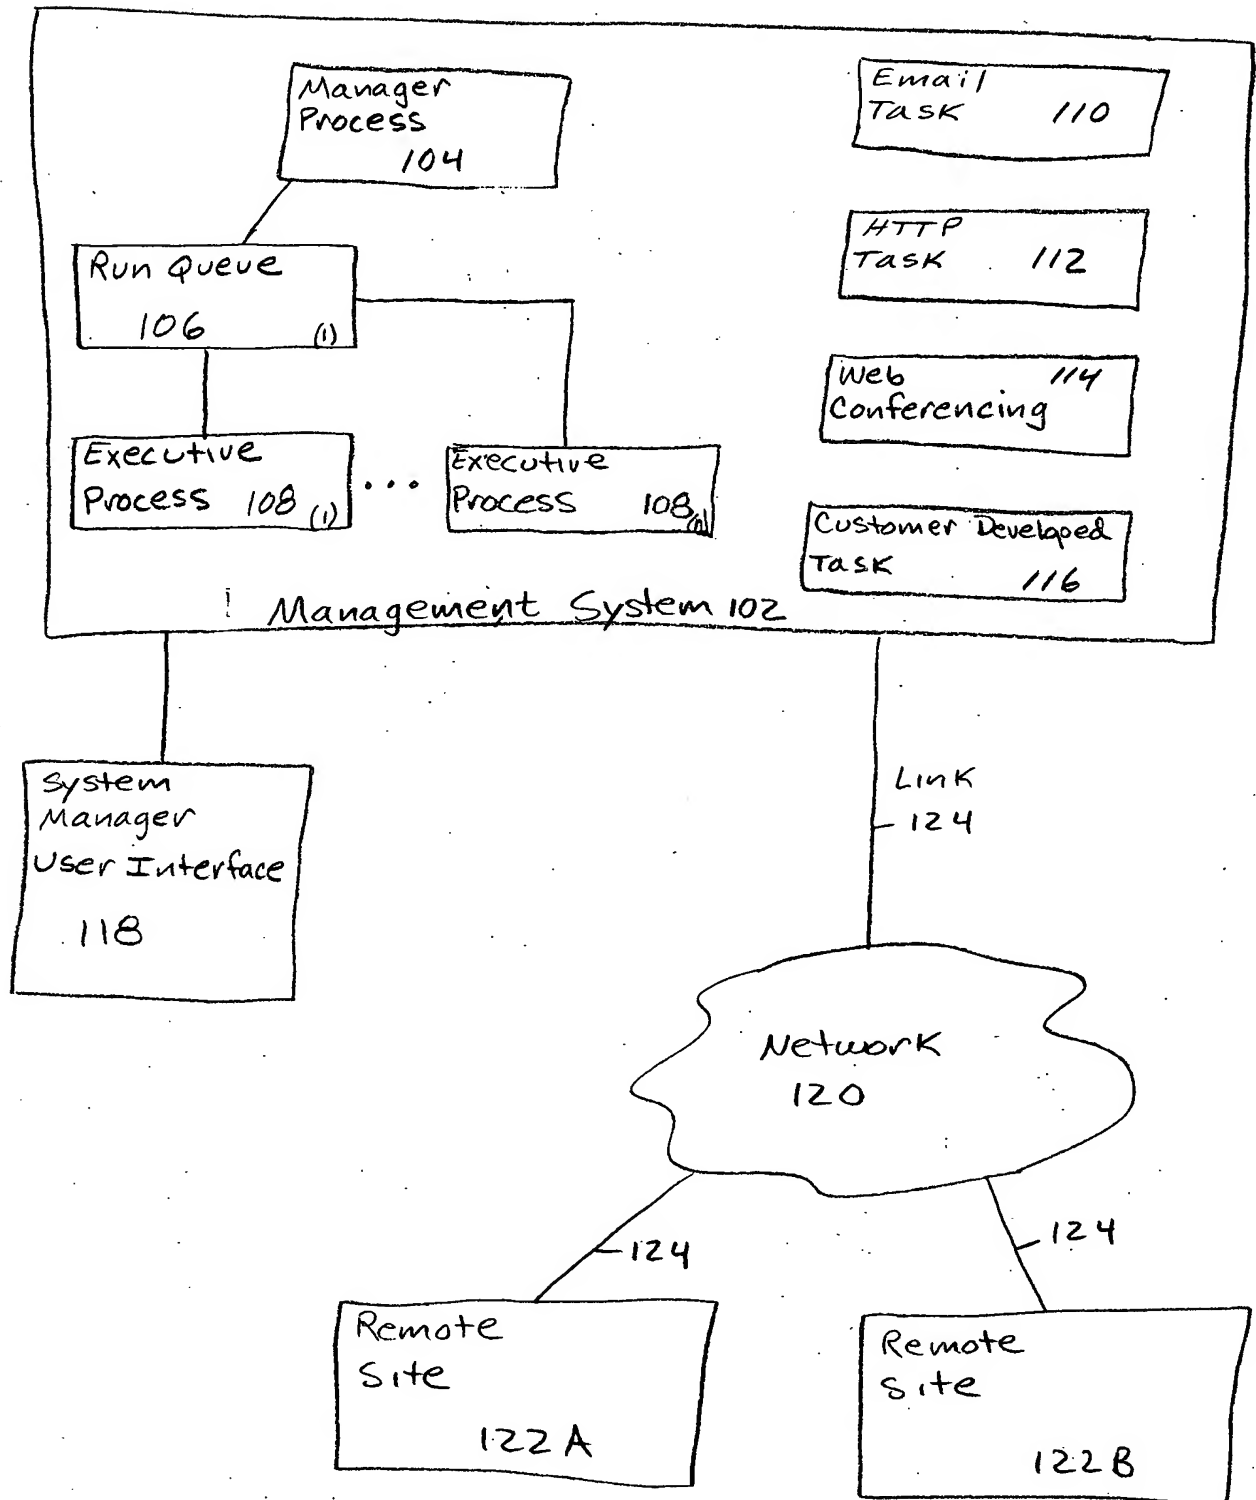 Manager
Process
104
Run Queue
106 (1)
Executive
Process 108 (1)
...
Executive
Process 108 (n)
Email
Task 110
HTTP
Task 112
Web 114
Conferencing
Customer Developed
Task 116
Management System 102
System
Manager
User Interface
118
Link
124
Network
120
124
124
Remote
Site
122A
Remote
Site
122B